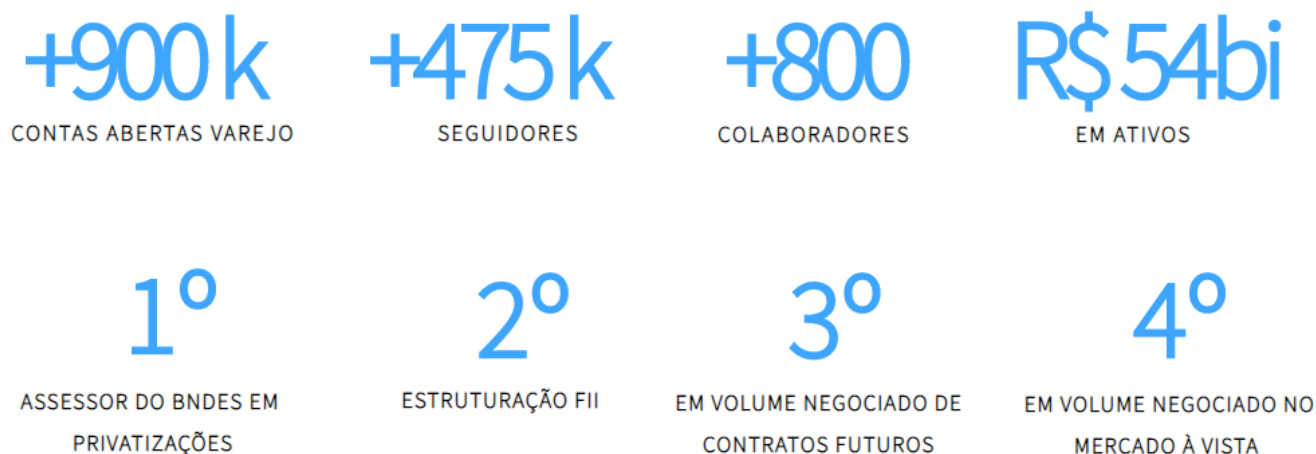 +900 k
CONTAS ABERTAS VAREJO
+475 k
SEGUIDORES
+800
COLABORADORES
R$ 54bi
EM ATIVOS
1º
ASSESSOR DO BNDES EM
PRIVATIZAÇÕES
2º
ESTRUTURAÇÃO FII
3º
EM VOLUME NEGOCIADO DE
CONTRATOS FUTUROS
4º
EM VOLUME NEGOCIADO NO
MERCADO À VISTA